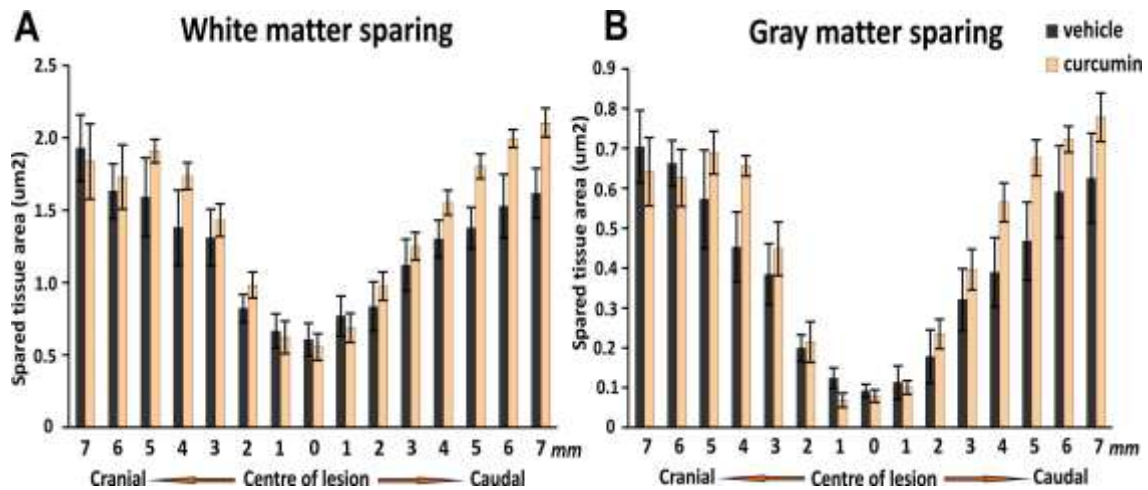 A
White matter sparing
2.5
2.0
1.5
1.0
0.5
0
Spared tissue area (um2)
7 6 5 4 3 2 1 0 1 2 3 4 5 6 7 mm
Cranial Centre of lesion Caudal
B
Gray matter sparing
vehicle
curcumin
0.9
0.8
0.7
0.6
0.5
0.4
0.3
0.2
0.1
0
Spared tissue area (um2)
7 6 5 4 3 2 1 0 1 2 3 4 5 6 7 mm
Cranial Centre of lesion Caudal